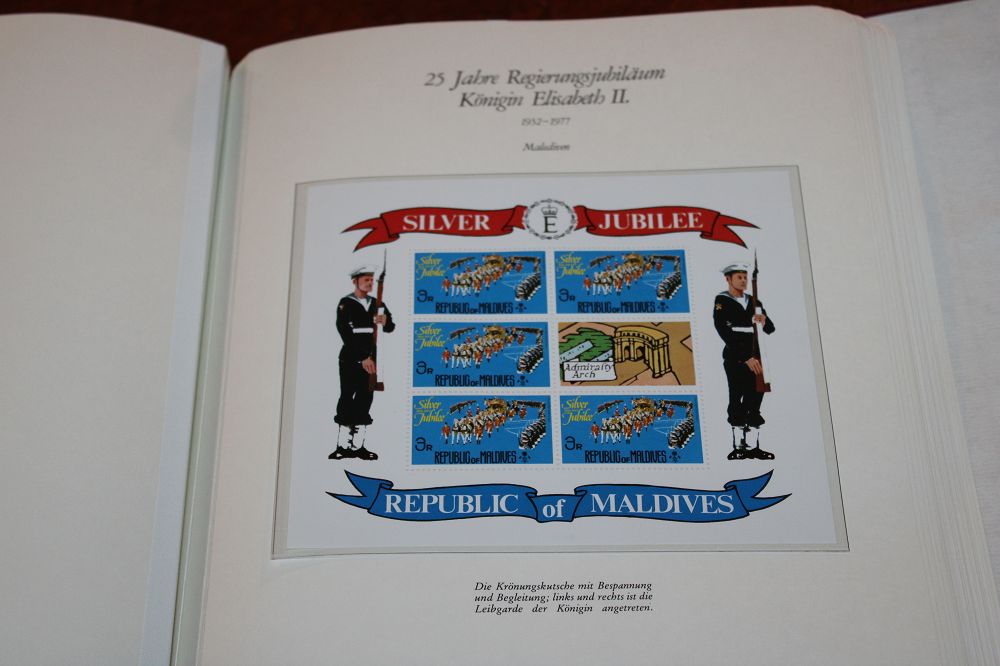 25 Jahre Regierungsjubiläum
Königin Elisabeth II.
1952–1977
Malediven
SILVER E JUBILEE
Silver
Jubilee
3R
REPUBLIC OF MALDIVES
Silver
Jubilee
3R
REPUBLIC OF MALDIVES
Silver
Jubilee
3R
REPUBLIC OF MALDIVES
Admiralty
Arch
Silver
Jubilee
3R
REPUBLIC OF MALDIVES
Silver
Jubilee
3R
REPUBLIC OF MALDIVES
REPUBLIC of MALDIVES
Die Krönungskutsche mit Bespannung
und Begleitung; links und rechts ist die
Leibgarde der Königin angetreten.